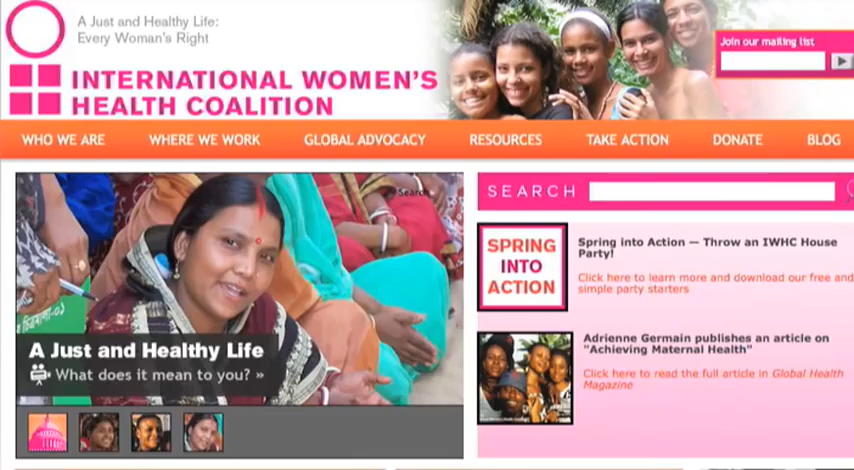 A Just and Healthy Life:
Every Woman's Right
Join our mailing list
INTERNATIONAL WOMEN'S
HEALTH COALITION
WHO WE ARE WHERE WE WORK GLOBAL ADVOCACY RESOURCES TAKE ACTION DONATE BLOG
Search
SEARCH
SPRING
INTO
ACTION
Spring into Action — Throw an IWHC House
Party!
Click here to learn more and download our free and
simple party starters
A Just and Healthy Life
What does it mean to you? »
Adrienne Germain publishes an article on
"Achieving Maternal Health"
Click here to read the full article in Global Health
Magazine